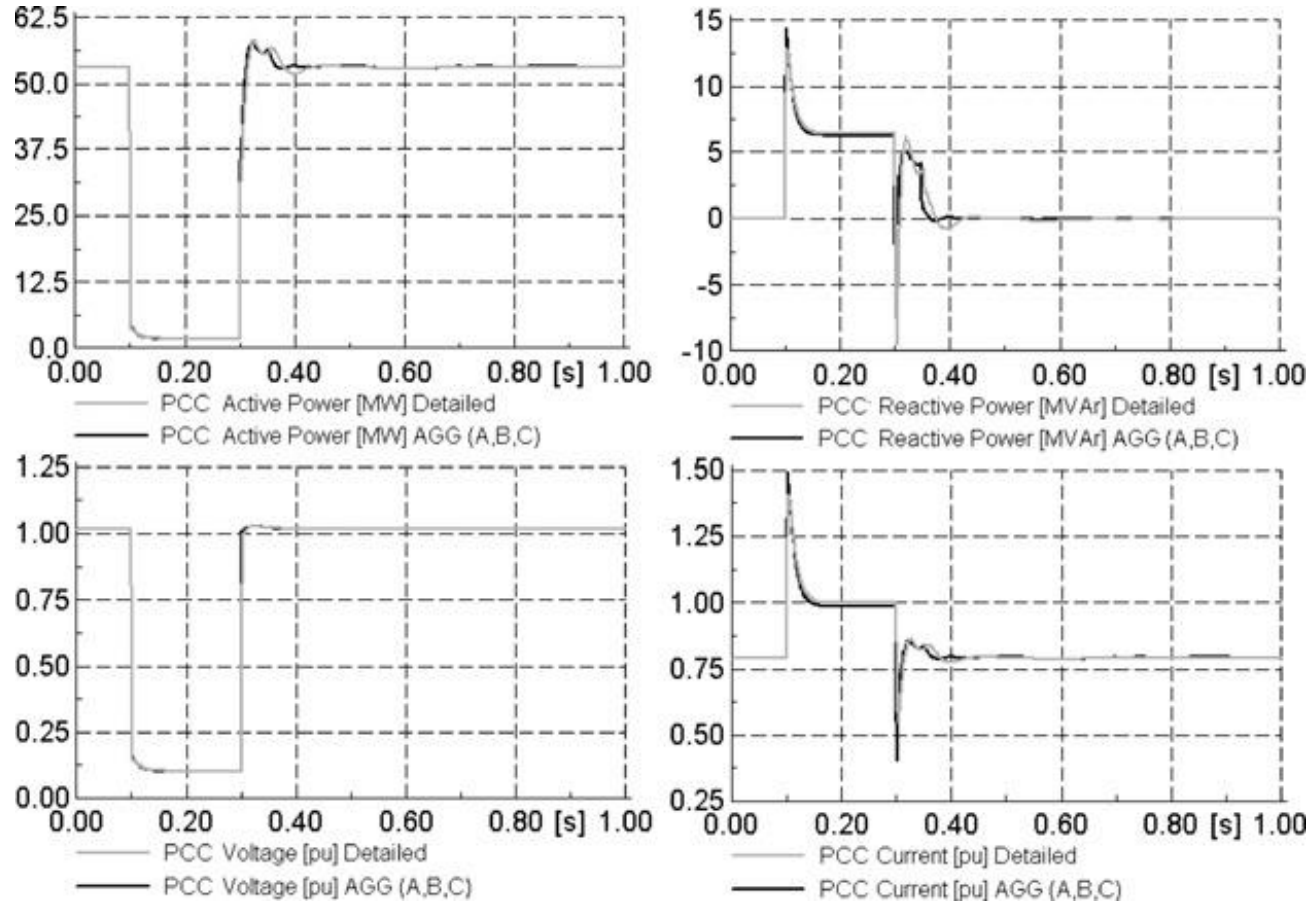 62.5
50.0
37.5
25.0
12.5
0.0
0.00 0.20 0.40 0.60 0.80 [s] 1.00
PCC Active Power [MW] Detailed
PCC Active Power [MW] AGG (A,B,C)
15
10
5
0
-5
-10
0.00 0.20 0.40 0.60 0.80 [s] 1.00
PCC Reactive Power [MVAr] Detailed
PCC Reactive Power [MVAr] AGG (A,B,C)
1.25
1.00
0.75
0.50
0.25
0.00
0.00 0.20 0.40 0.60 0.80 [s] 1.00
PCC Voltage [pu] Detailed
PCC Voltage [pu] AGG (A,B,C)
1.50
1.25
1.00
0.75
0.50
0.25
0.00 0.20 0.40 0.60 0.80 [s] 1.00
PCC Current [pu] Detailed
PCC Current [pu] AGG (A,B,C)